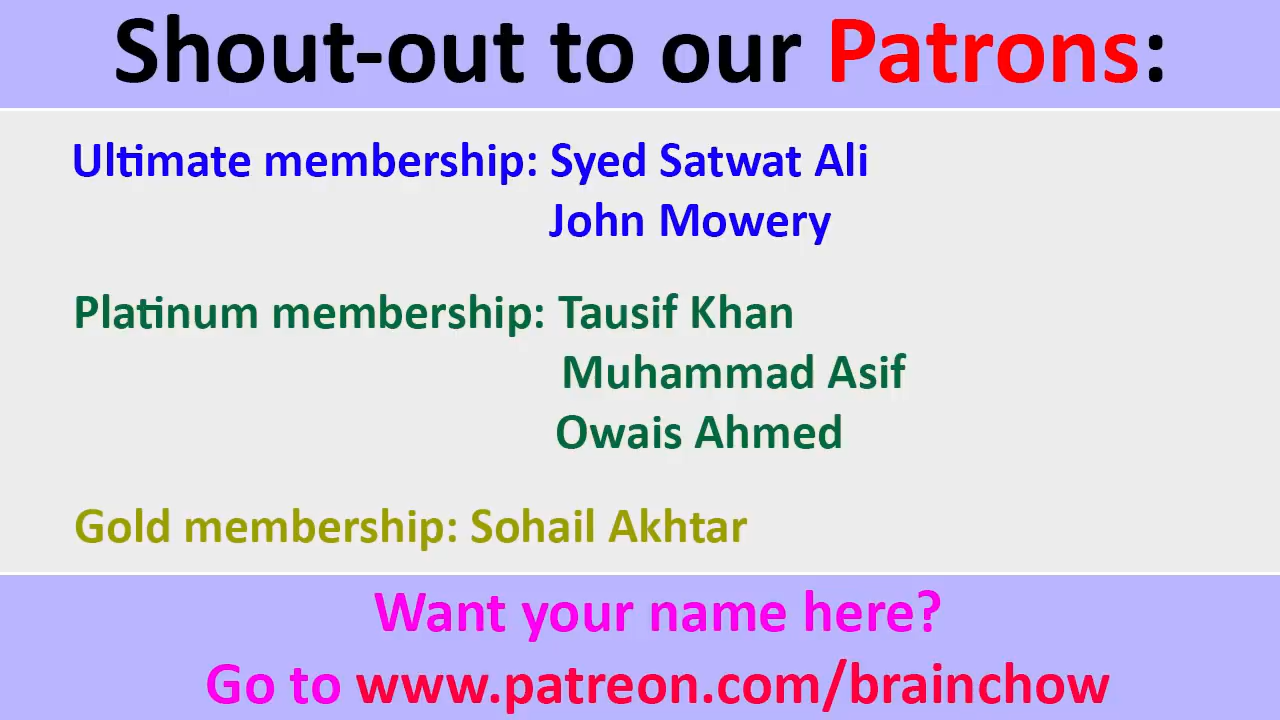 Shout-out to our Patrons:
Ultimate membership: Syed Satwat Ali
John Mowery
Platinum membership: Tausif Khan
Muhammad Asif
Owais Ahmed
Gold membership: Sohail Akhtar
Want your name here?
Go to www.patreon.com/brainchow